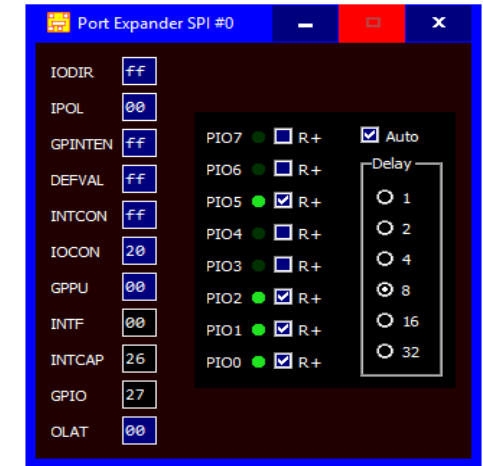 Port Expander SPI #0
IODIR ff
IPOL 00
GPINTEN ff
DEFVAL ff
INTCON ff
IOCON 20
GPPU 00
INTF 00
INTCAP 26
GPIO 27
OLAT 00
PIO7 R+
PIO6 R+
PIO5 R+
PIO4 R+
PIO3 R+
PIO2 R+
PIO1 R+
PIO0 R+
Auto
Delay
1
2
4
8
16
32